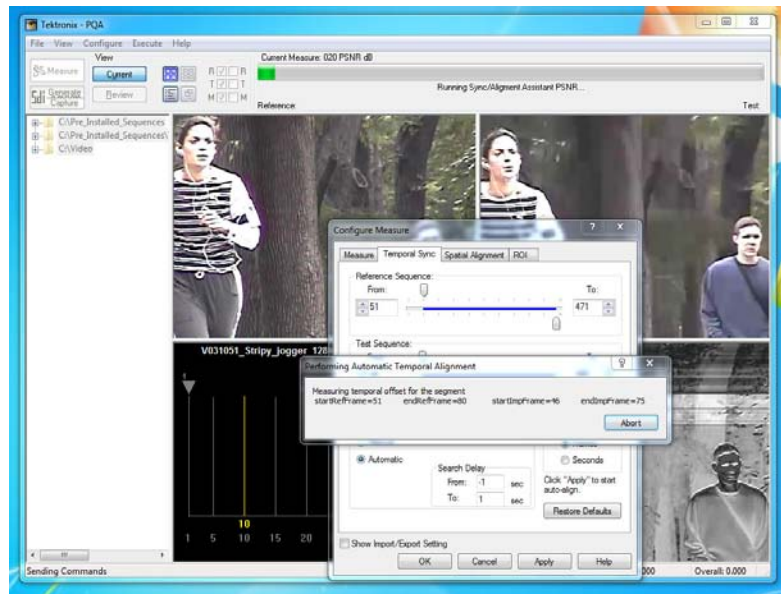 Tektronix - PQA
File View Configure Execute Help
View
Current Measure: 020 PSNR dB
Measure
Current
R R
T T
M M
Running Sync/Alignment Assistant PSNR...
Sdi Generate
Capture
Review
Reference:
Test:
C:\Pre_Installed_Sequences
C:\Pre_Installed_Sequences\
C:\Video
Configure Measure
Measure Temporal Sync Spatial Alignment ROI
Reference Sequence:
From:
To:
51
471
Test Sequence:
V031051_Stripy_jogger_128
Performing Automatic Temporal Alignment
Measuring temporal offset for the segment
startRefFrame=51 endRefFrame=80 startImpFrame=46 endImpFrame=75
Abort
1
Automatic
Seconds
Search Delay
From: -1 sec
To: 1 sec
Click "Apply" to start
auto-align.
Restore Defaults
10
1 5 10 15 20
Show Import/Export Setting
OK Cancel Apply Help
Sending Commands
000 Overall: 0.000